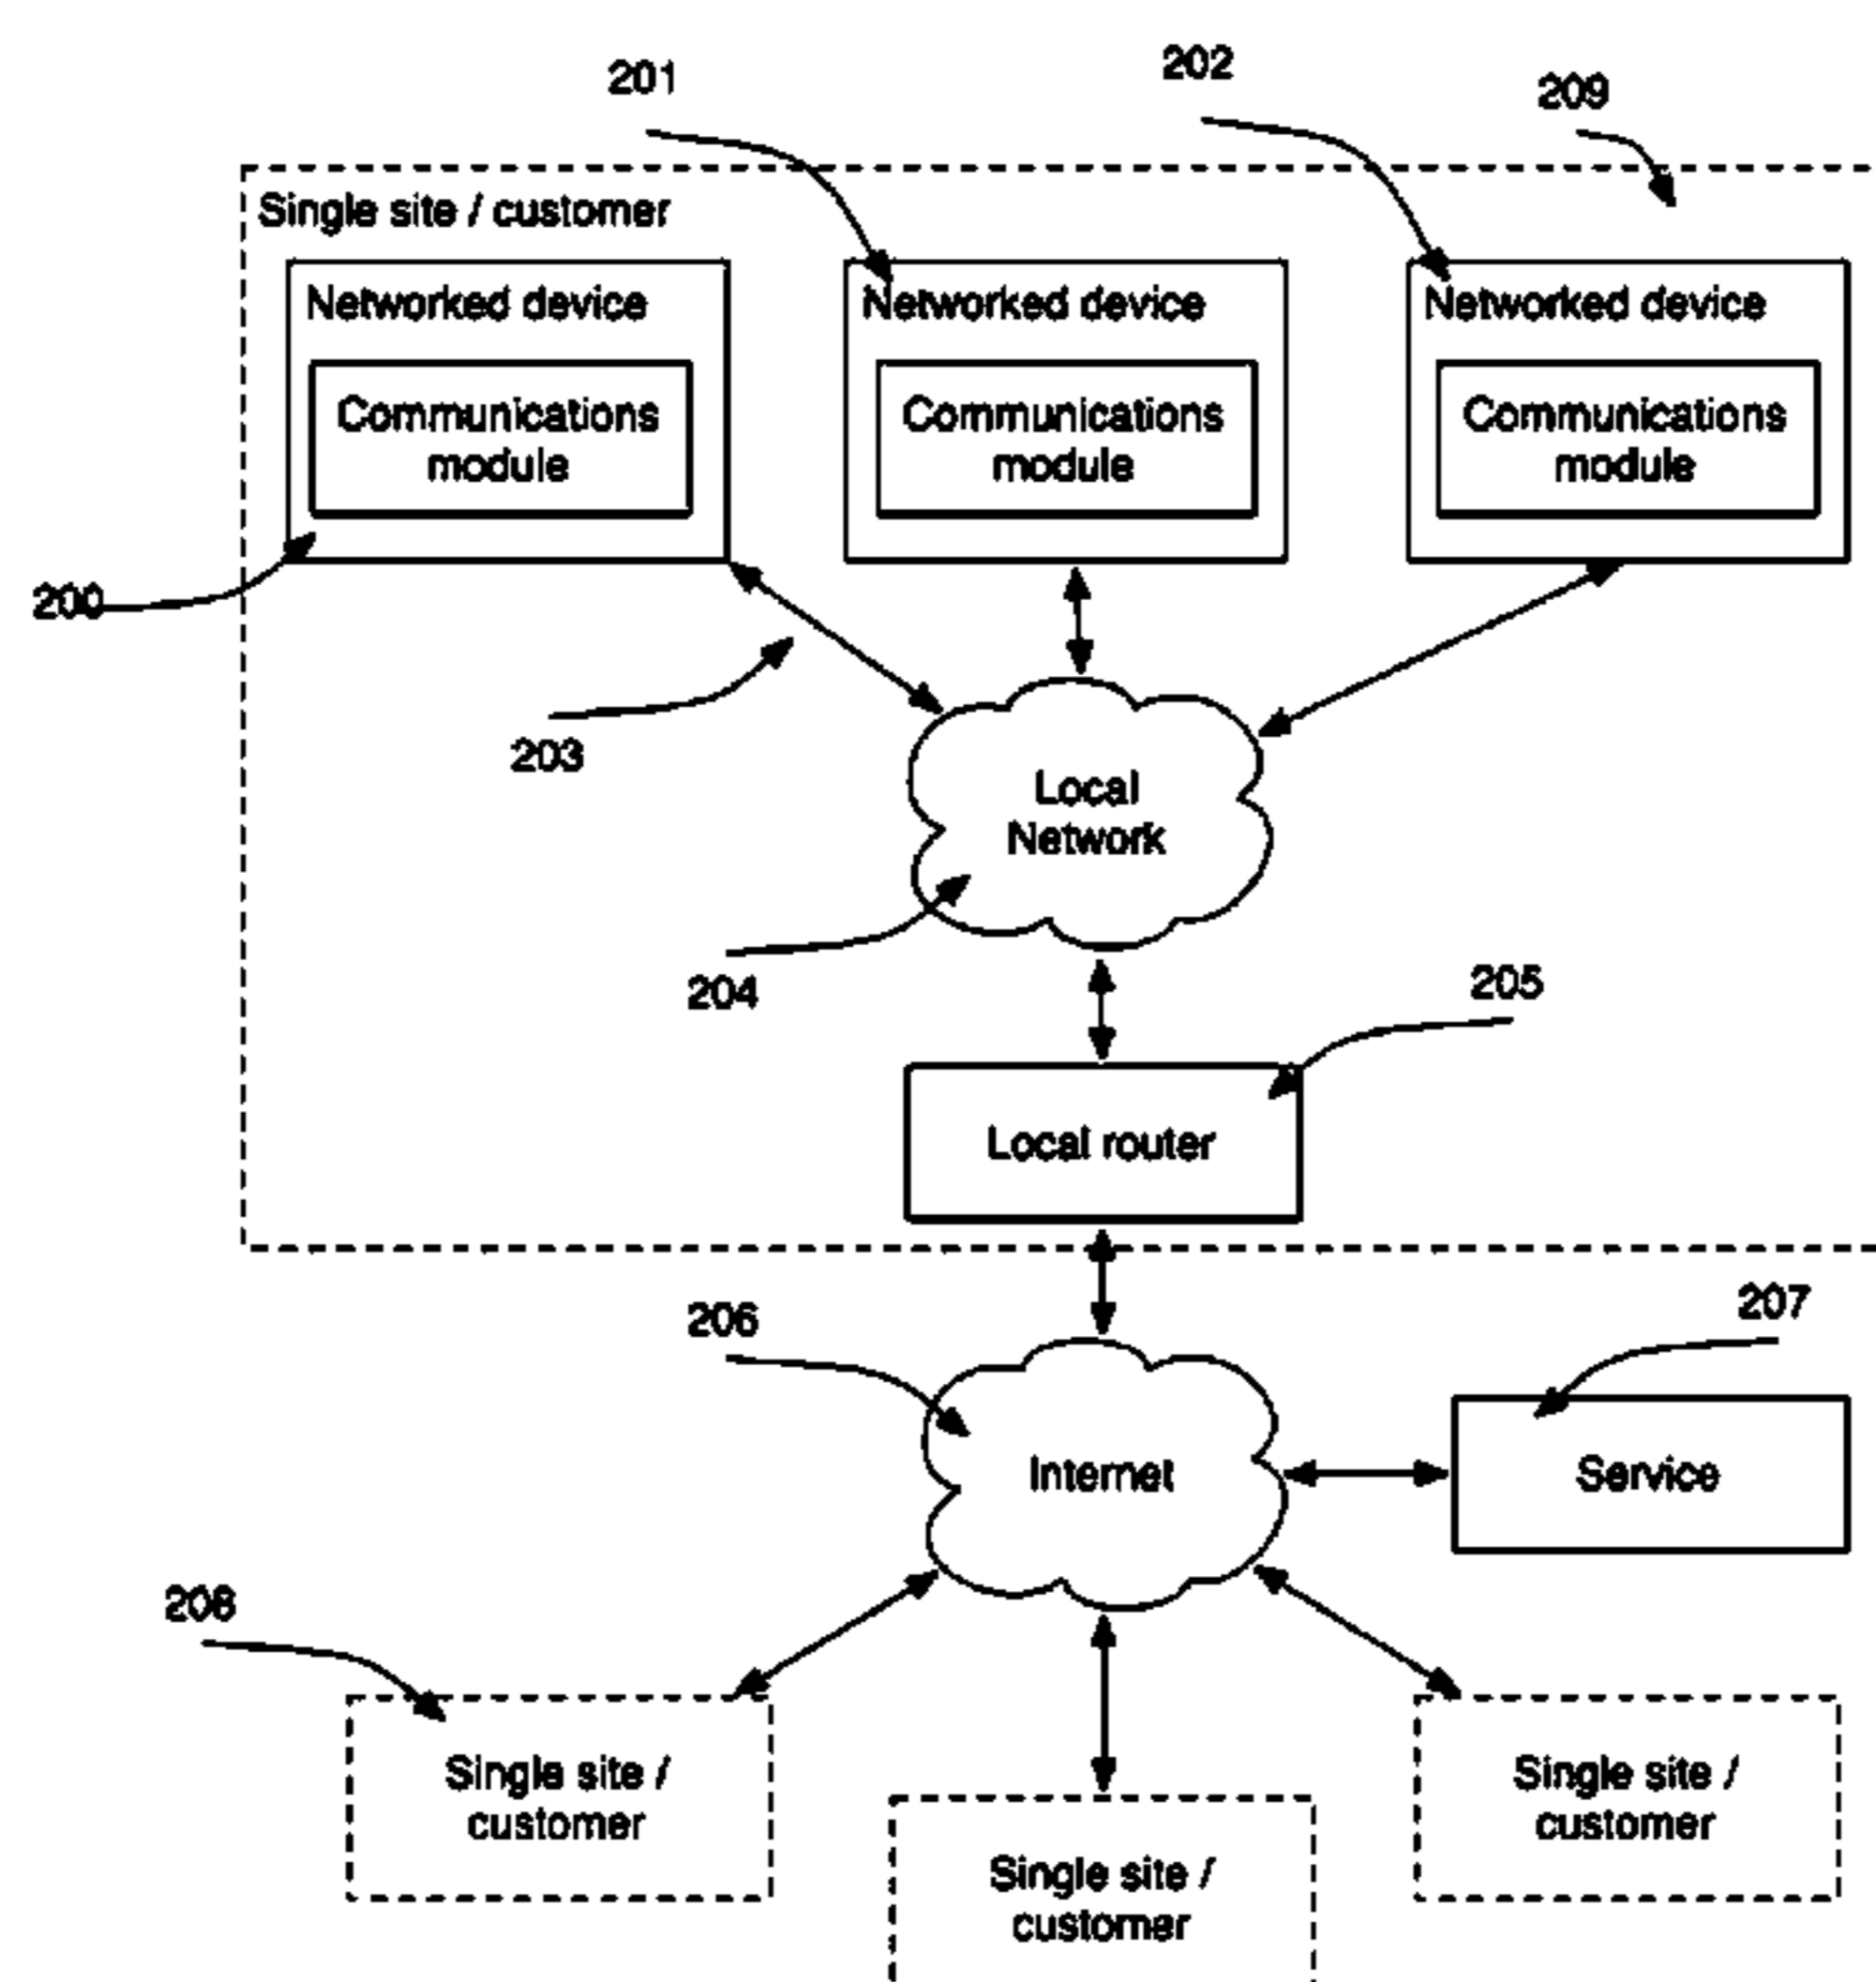 201
202
209
Single site / customer
Networked device
Networked device
Networked device
Communications
module
Communications
module
Communications
module
200
203
Local
Network
204
205
Local router
206
207
Internet
Service
208
Single site /
customer
Single site /
customer
Single site /
customer